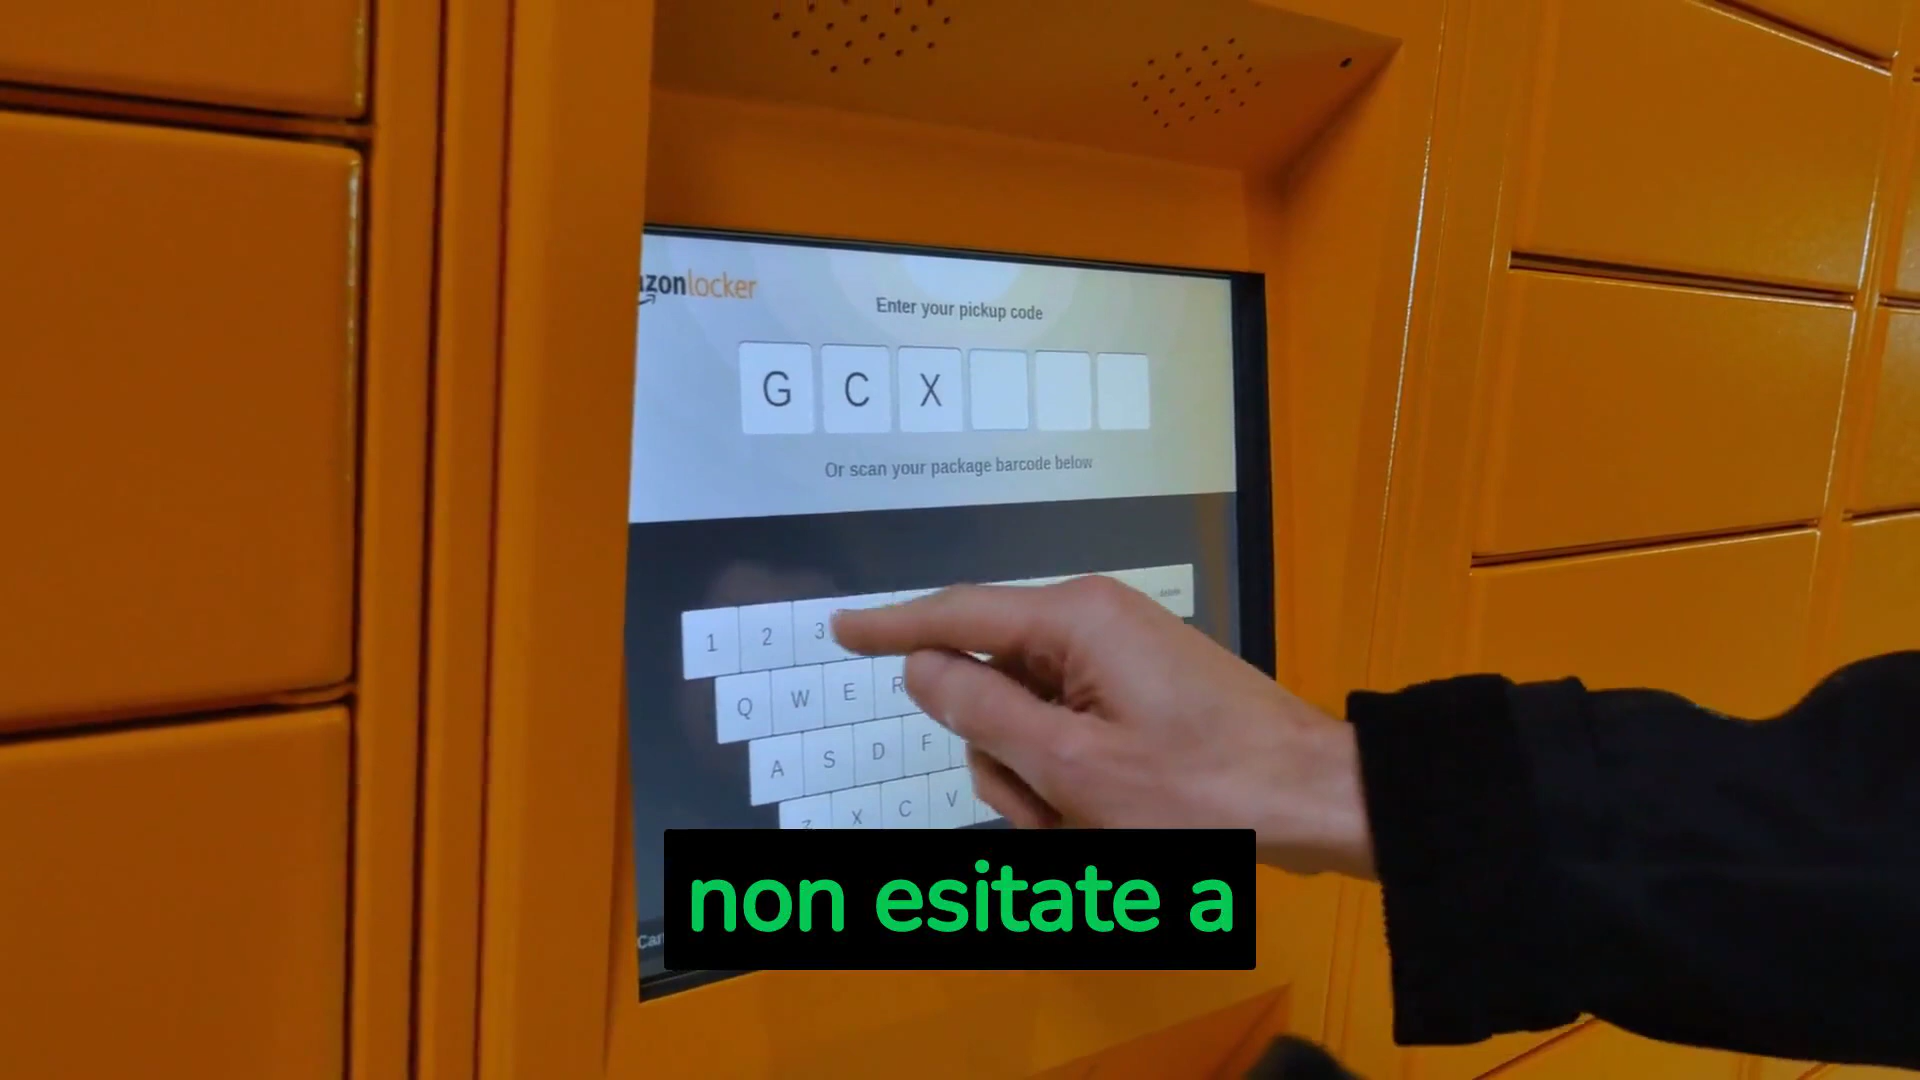 azonlocker
Enter your pickup code
G C X
Or scan your package barcode below
1 2 3
Q W E R
A S D F
Z X C V
non esitate a